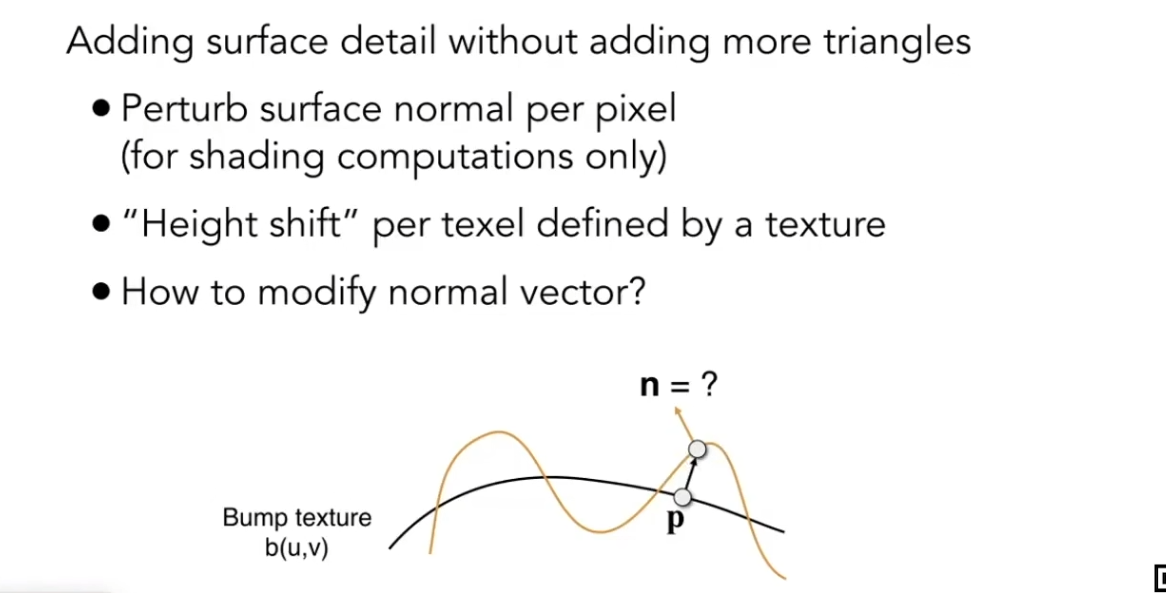 Adding surface detail without adding more triangles
● Perturb surface normal per pixel
(for shading computations only)
● “Height shift” per texel defined by a texture
● How to modify normal vector?
n = ?
Bump texture
b(u,v)
p